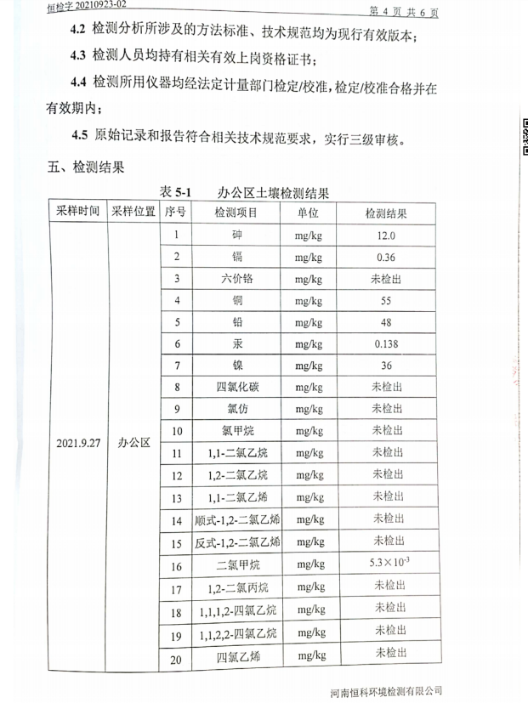 恒检字 20210923-02 第 4 页 共 6 页
4.2 检测分析所涉及的方法标准、技术规范均为现行有效版本；
4.3 检测人员均持有相关有效上岗资格证书；
4.4 检测所用仪器均经法定计量部门检定/校准，检定/校准合格并在
有效期内；
4.5 原始记录和报告符合相关技术规范要求，实行三级审核。
五、检测结果
表 5-1 办公区土壤检测结果
采样时间 采样位置 序号 检测项目 单位 检测结果
1 砷 mg/kg 12.0
2 镉 mg/kg 0.36
3 六价铬 mg/kg 未检出
4 铜 mg/kg 55
5 铅 mg/kg 48
6 汞 mg/kg 0.138
7 镍 mg/kg 36
8 四氯化碳 mg/kg 未检出
9 氯仿 mg/kg 未检出
10 氯甲烷 mg/kg 未检出
2021.9.27 办公区 11 1,1-二氯乙烷 mg/kg 未检出
12 1,2-二氯乙烷 mg/kg 未检出
13 1,1-二氯乙烯 mg/kg 未检出
14 顺式-1,2-二氯乙烯 mg/kg 未检出
15 反式-1,2-二氯乙烯 mg/kg 未检出
16 二氯甲烷 mg/kg 5.3×10⁻³
17 1,2-二氯丙烷 mg/kg 未检出
18 1,1,1,2-四氯乙烷 mg/kg 未检出
19 1,1,2,2-四氯乙烷 mg/kg 未检出
20 四氯乙烯 mg/kg 未检出
河南恒科环境检测有限公司